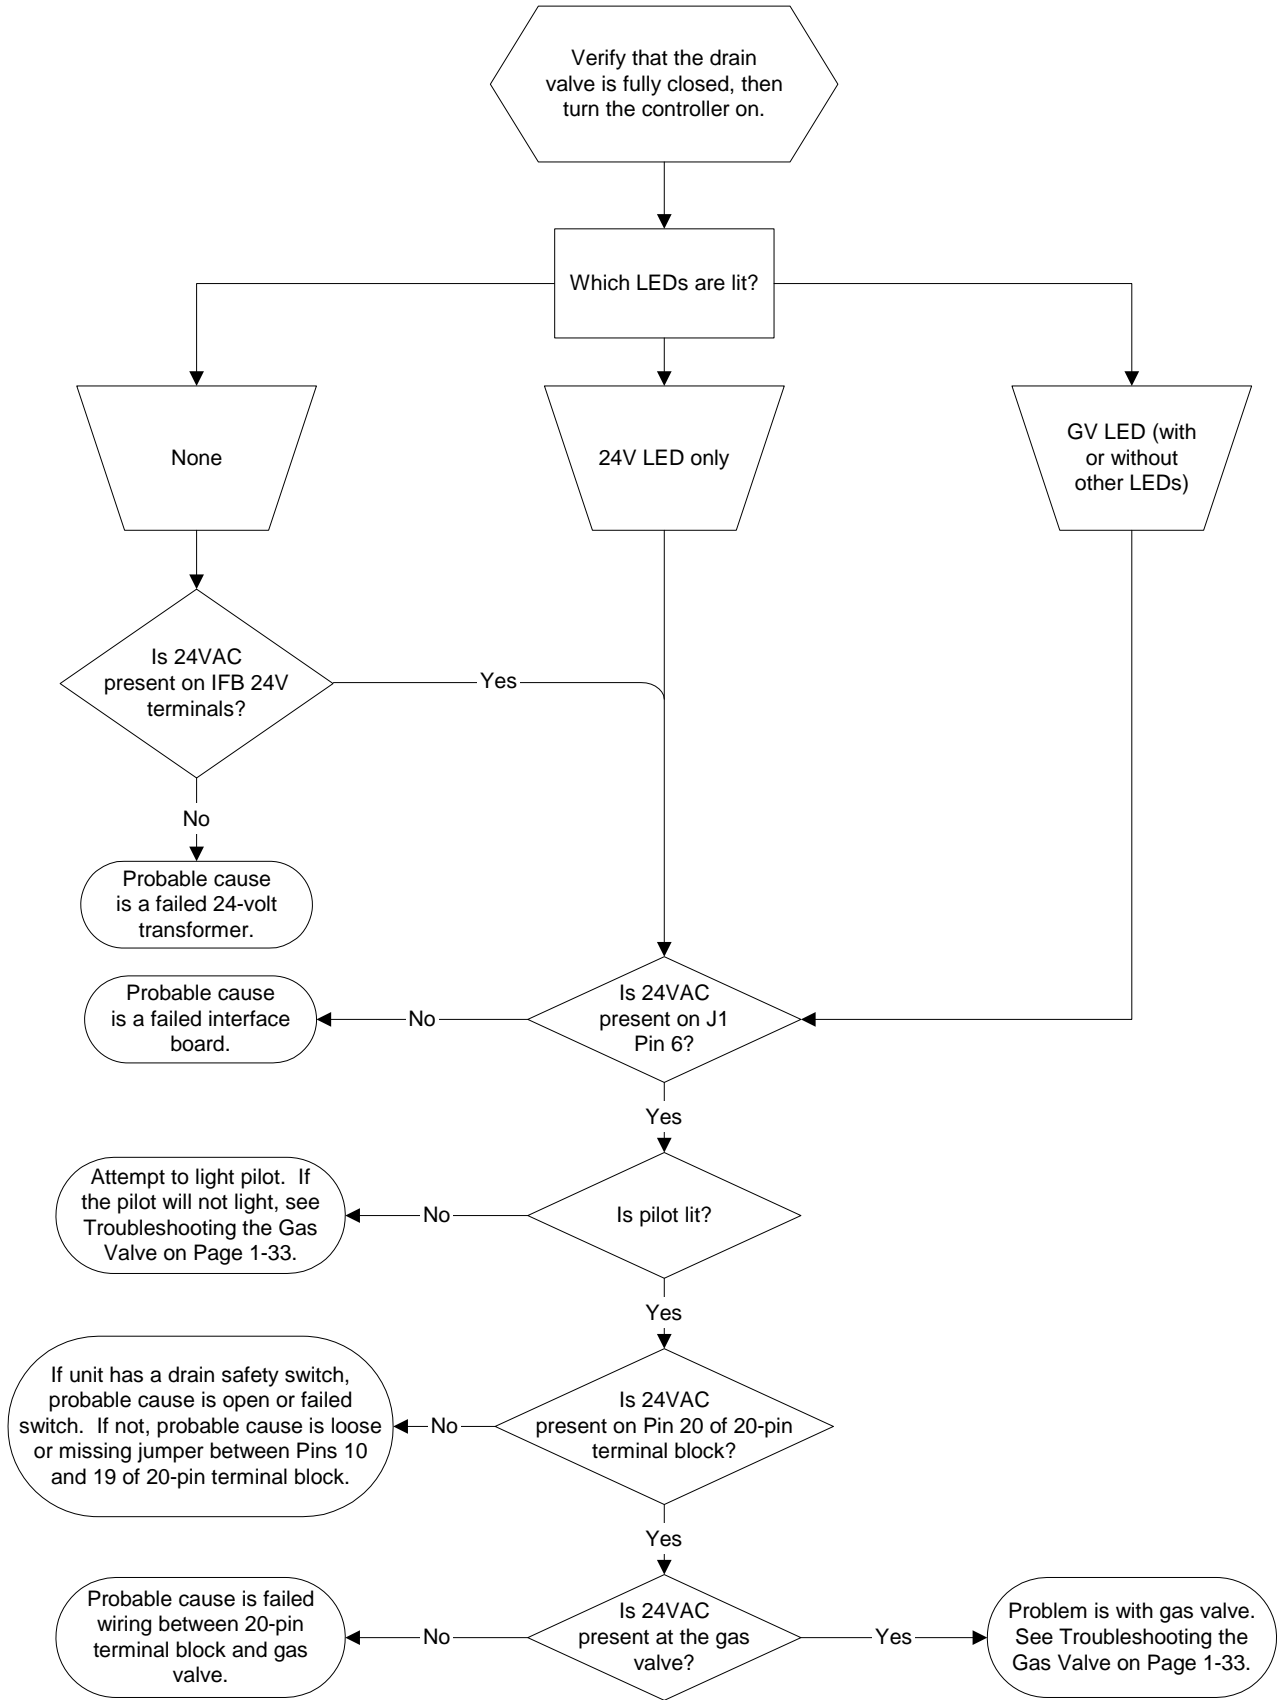 Verify that the drain
valve is fully closed, then
turn the controller on.
Which LEDs are lit?
None
24V LED only
GV LED (with
or without
other LEDs)
Is 24VAC
present on IFB 24V
terminals?
Yes
No
Probable cause
is a failed 24-volt
transformer.
Probable cause
is a failed interface
board.
No
Is 24VAC
present on J1
Pin 6?
Yes
Attempt to light pilot. If
the pilot will not light, see
Troubleshooting the Gas
Valve on Page 1-33.
No
Is pilot lit?
Yes
If unit has a drain safety switch,
probable cause is open or failed
switch. If not, probable cause is loose
or missing jumper between Pins 10
and 19 of 20-pin terminal block.
No
Is 24VAC
present on Pin 20 of 20-pin
terminal block?
Yes
Probable cause is failed
wiring between 20-pin
terminal block and gas
valve.
No
Is 24VAC
present at the gas
valve?
Yes
Problem is with gas valve.
See Troubleshooting the
Gas Valve on Page 1-33.